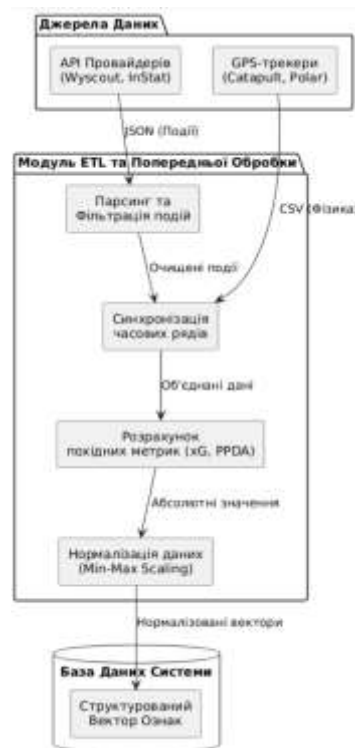 Джерела Даних
API Провайдерів
(Wyscout, InStat)
GPS-трекери
(Catapult, Polar)
JSON (Події)
Модуль ETL та Попередньої Обробки
Парсинг та
Фільтрація подій
CSV (Фізика)
Очищені події
Синхронізація
часових рядів
Об'єднані дані
Розрахунок
похідних метрик (xG, PPDA)
Абсолютні значення
Нормалізація даних
(Min-Max Scaling)
Нормалізовані вектори
База Даних Системи
Структурований
Вектор Ознак